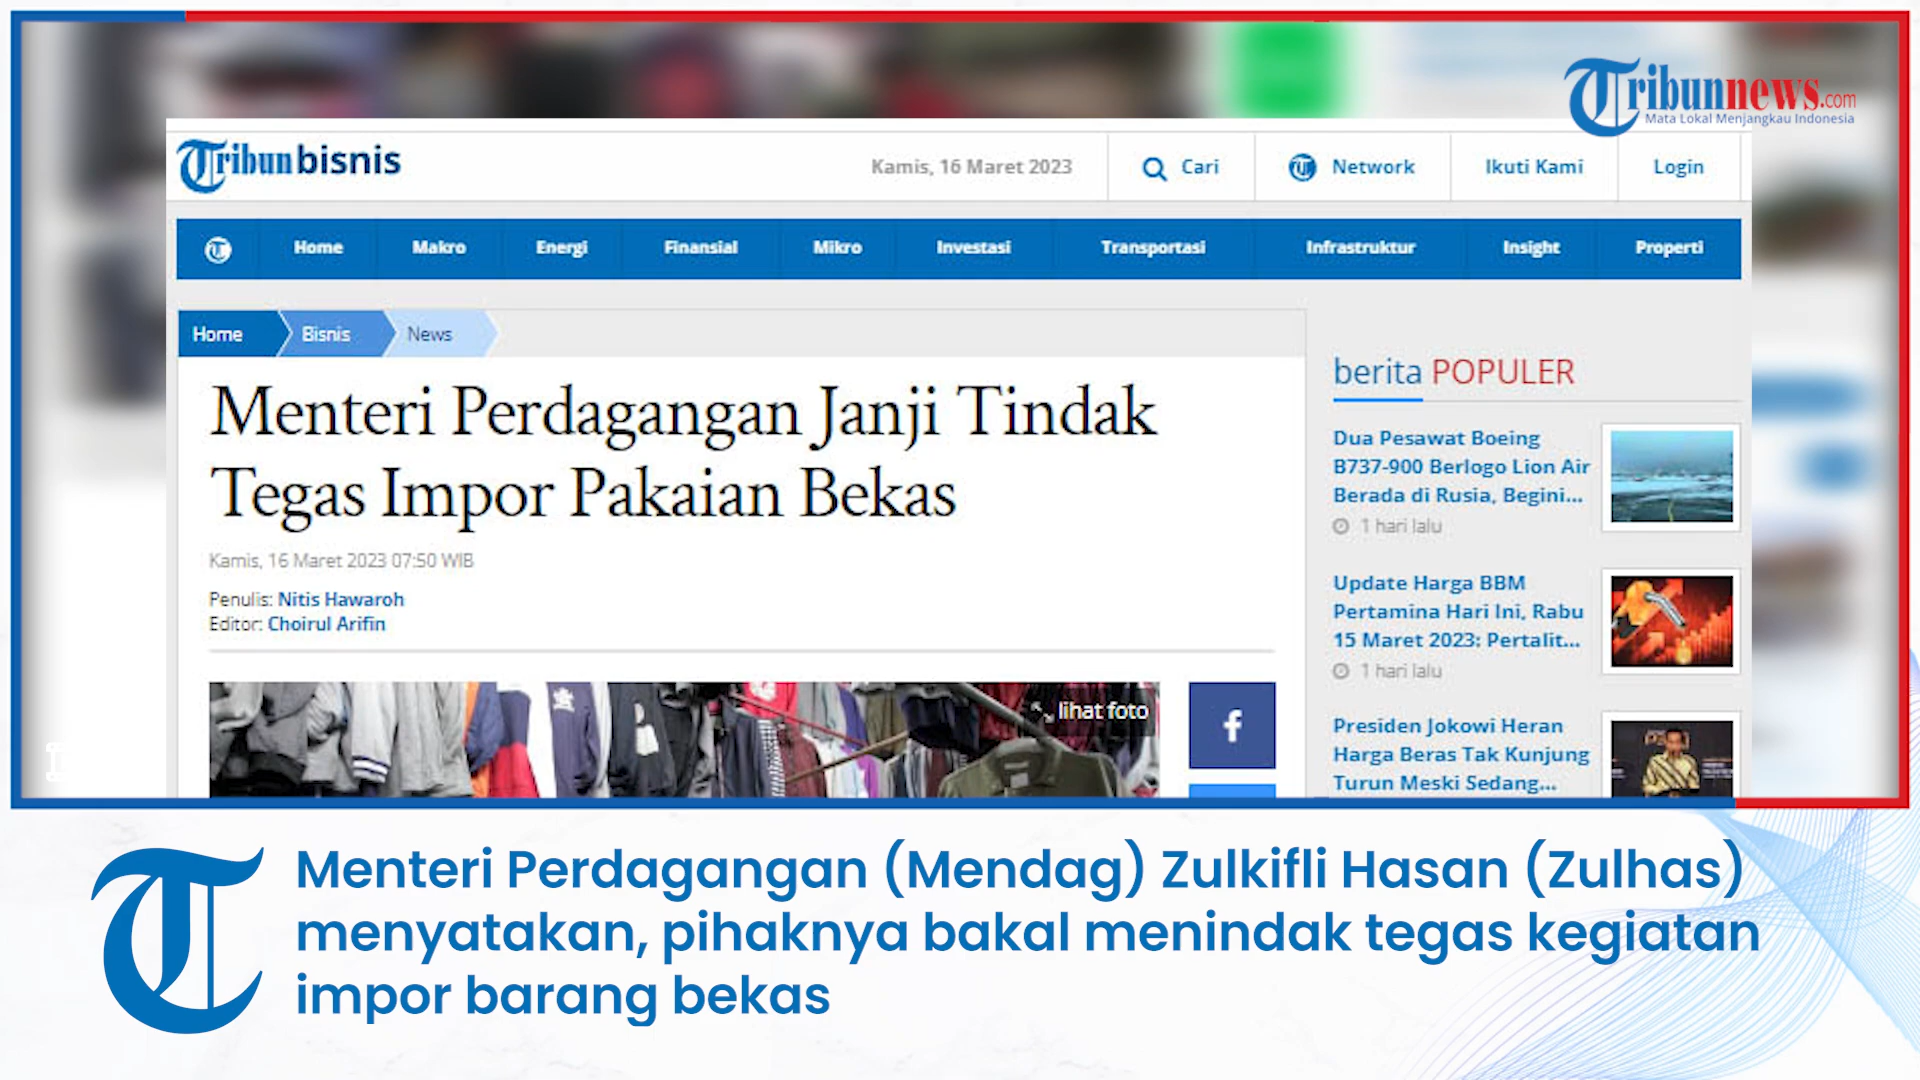 Tribunnews.com
Mata Lokal Menjangkau Indonesia
Tribunbisnis
Kamis, 16 Maret 2023
Cari
Network
Ikuti Kami
Login
Home
Makro
Energi
Finansial
Mikro
Investasi
Transportasi
Infrastruktur
Insight
Properti
Home
Bisnis
News
Menteri Perdagangan Janji Tindak
Tegas Impor Pakaian Bekas
Kamis, 16 Maret 2023 07:50 WIB
Penulis: Nitis Hawaroh
Editor: Choirul Arifin
lihat foto
f
berita POPULER
Dua Pesawat Boeing
B737-900 Berlogo Lion Air
Berada di Rusia, Begini...
1 hari lalu
Update Harga BBM
Pertamina Hari Ini, Rabu
15 Maret 2023: Pertalit...
1 hari lalu
Presiden Jokowi Heran
Harga Beras Tak Kunjung
Turun Meski Sedang...
T
Menteri Perdagangan (Mendag) Zulkifli Hasan (Zulhas)
menyatakan, pihaknya bakal menindak tegas kegiatan
impor barang bekas